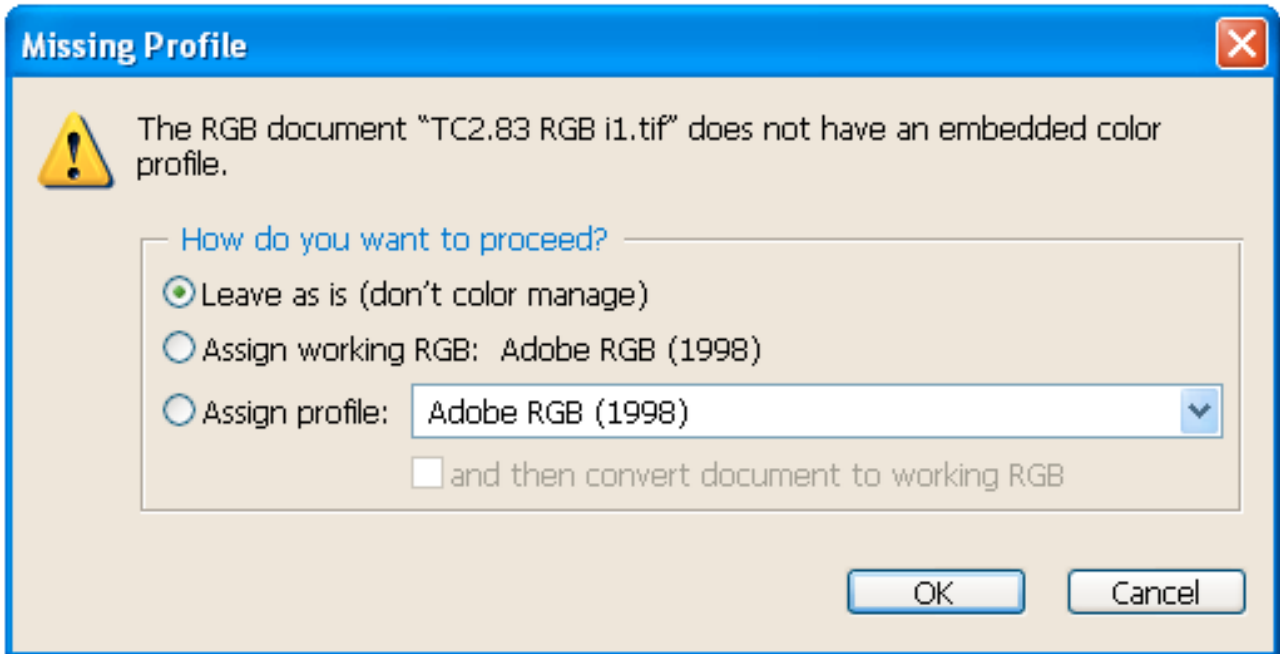 Missing Profile
The RGB document “TC2.83 RGB i1.tif” does not have an embedded color
profile.
How do you want to proceed?
Leave as is (don’t color manage)
Assign working RGB: Adobe RGB (1998)
Assign profile: Adobe RGB (1998)
and then convert document to working RGB
OK Cancel